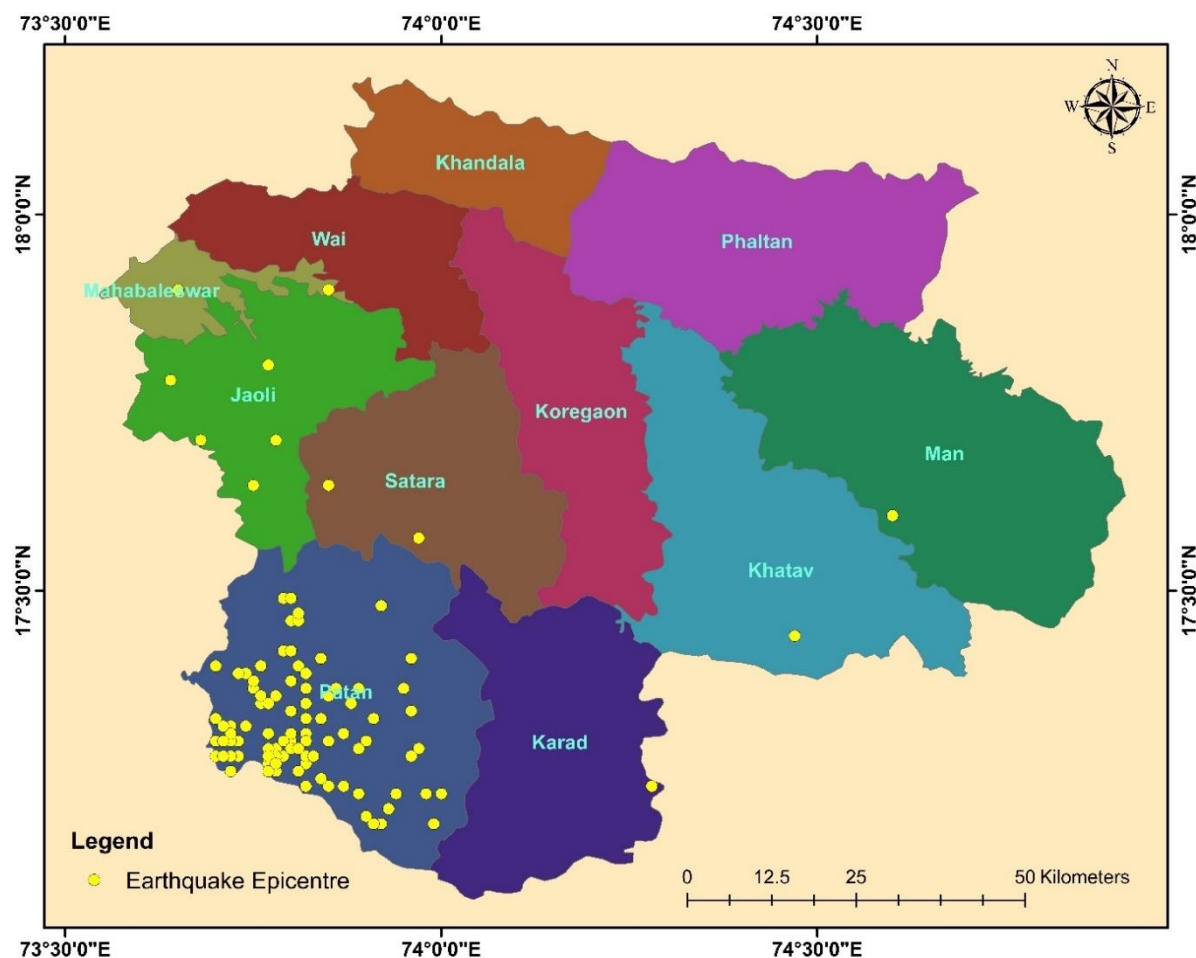 73°30'0"E 74°0'0"E 74°30'0"E
N
W E
S
Khandala
18°0'0"N 18°0'0"N
Wai
Phaltan
Mahabaleswar
Jaoli
Koregaon
Man
Satara
Khatav
17°30'0"N 17°30'0"N
Patan
Karad
Legend
Earthquake Epicentre
0 12.5 25 50 Kilometers
73°30'0"E 74°0'0"E 74°30'0"E